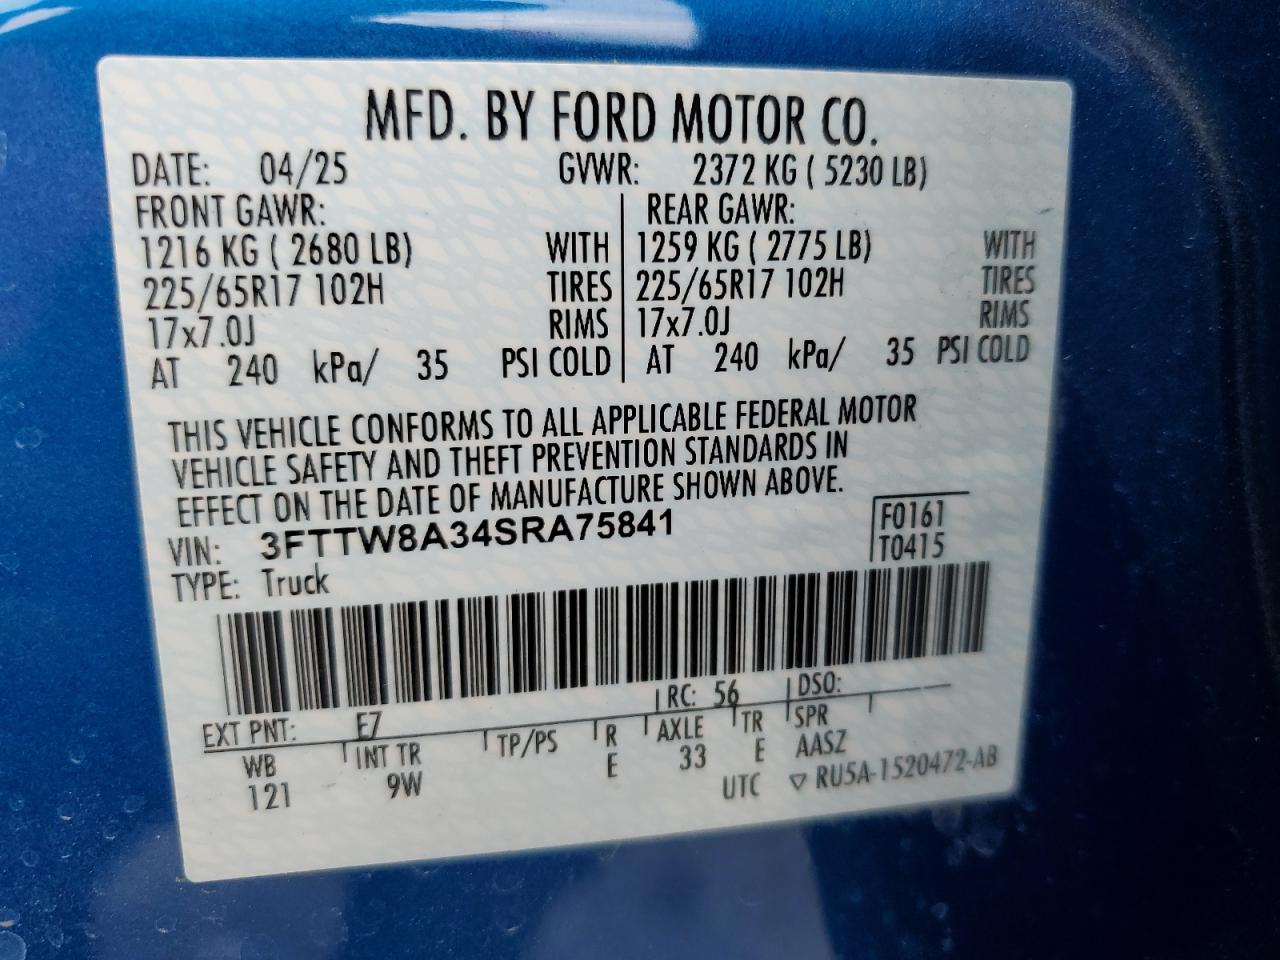 MFD. BY FORD MOTOR CO.
DATE: 04/25 GVWR: 2372 KG ( 5230 LB)
FRONT GAWR: REAR GAWR:
1216 KG ( 2680 LB) WITH 1259 KG ( 2775 LB) WITH
225/65R17 102H TIRES 225/65R17 102H TIRES
17x7.0J RIMS 17x7.0J RIMS
AT 240 kPa/ 35 PSI COLD AT 240 kPa/ 35 PSI COLD
THIS VEHICLE CONFORMS TO ALL APPLICABLE FEDERAL MOTOR
VEHICLE SAFETY AND THEFT PREVENTION STANDARDS IN
EFFECT ON THE DATE OF MANUFACTURE SHOWN ABOVE.
VIN: 3FTTW8A34SRA75841 F0161
TYPE: Truck T0415
EXT PNT: E7 RC: 56 DSO:
WB INT TR TP/PS R AXLE TR SPR
121 9W E 33 E AASZ
UTC ▽ RU5A-1520472-AB